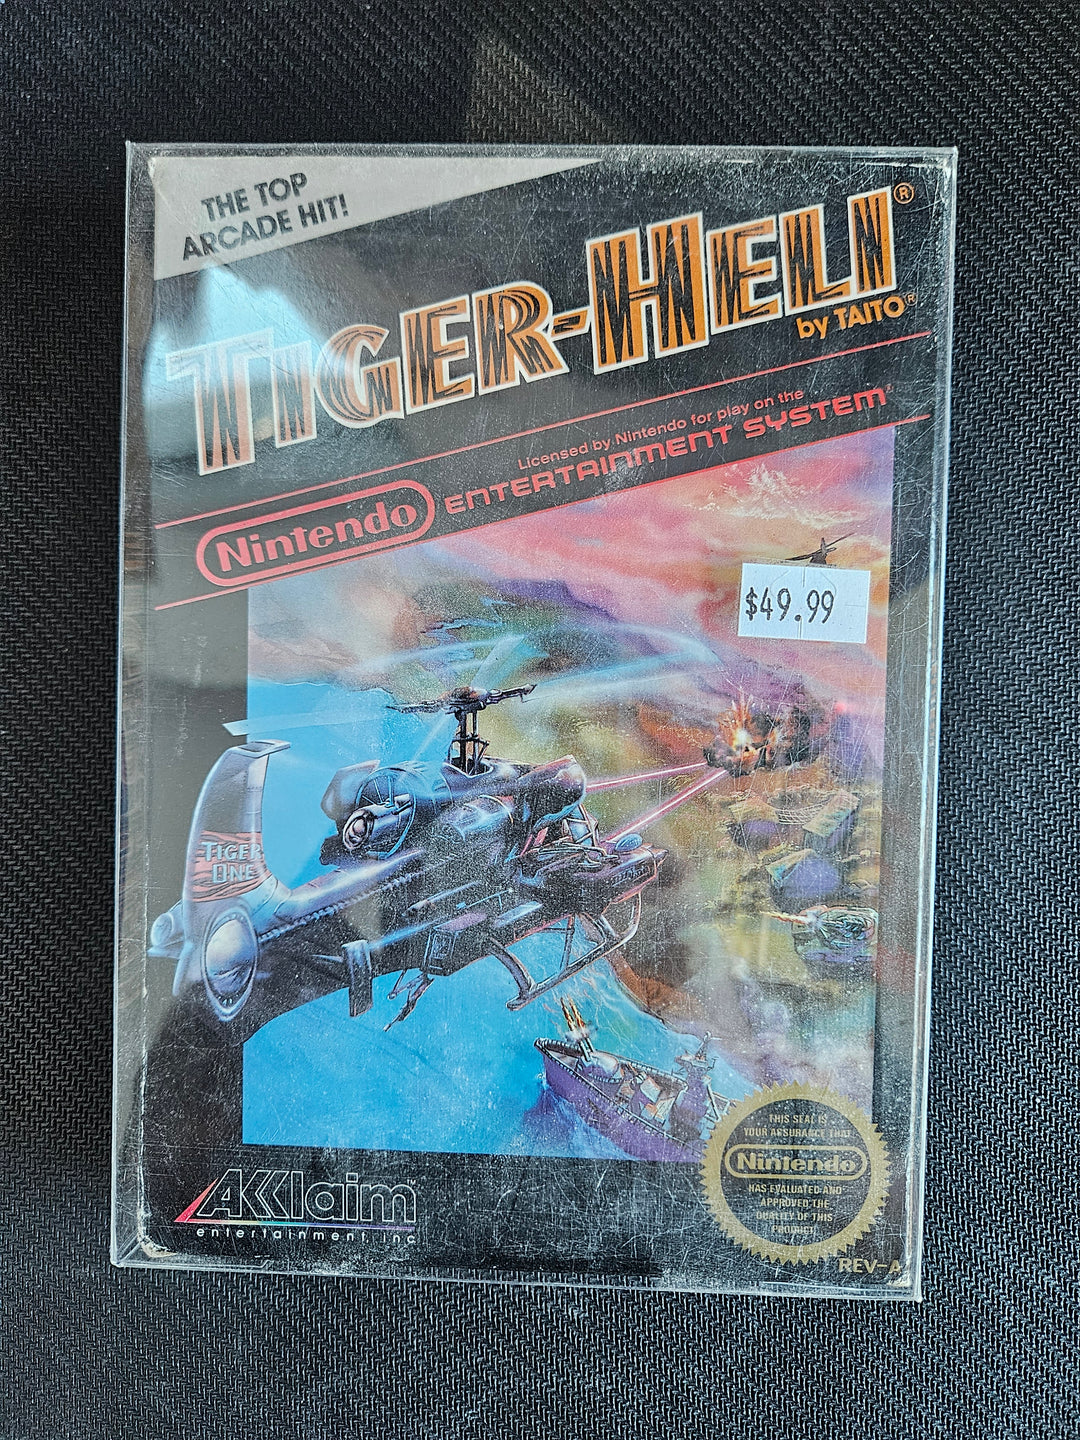 THE TOP
ARCADE HIT!
TIGER-HELI®
by TAITO®
Licensed by Nintendo for play on the
Nintendo ENTERTAINMENT SYSTEM
$49.99
TIGER
ONE
THIS SEAL IS
YOUR ASSURANCE THAT
Nintendo
HAS EVALUATED AND
APPROVED THE
QUALITY OF THIS
PRODUCT.
AKKlaim™
entertainment, inc
REV-A